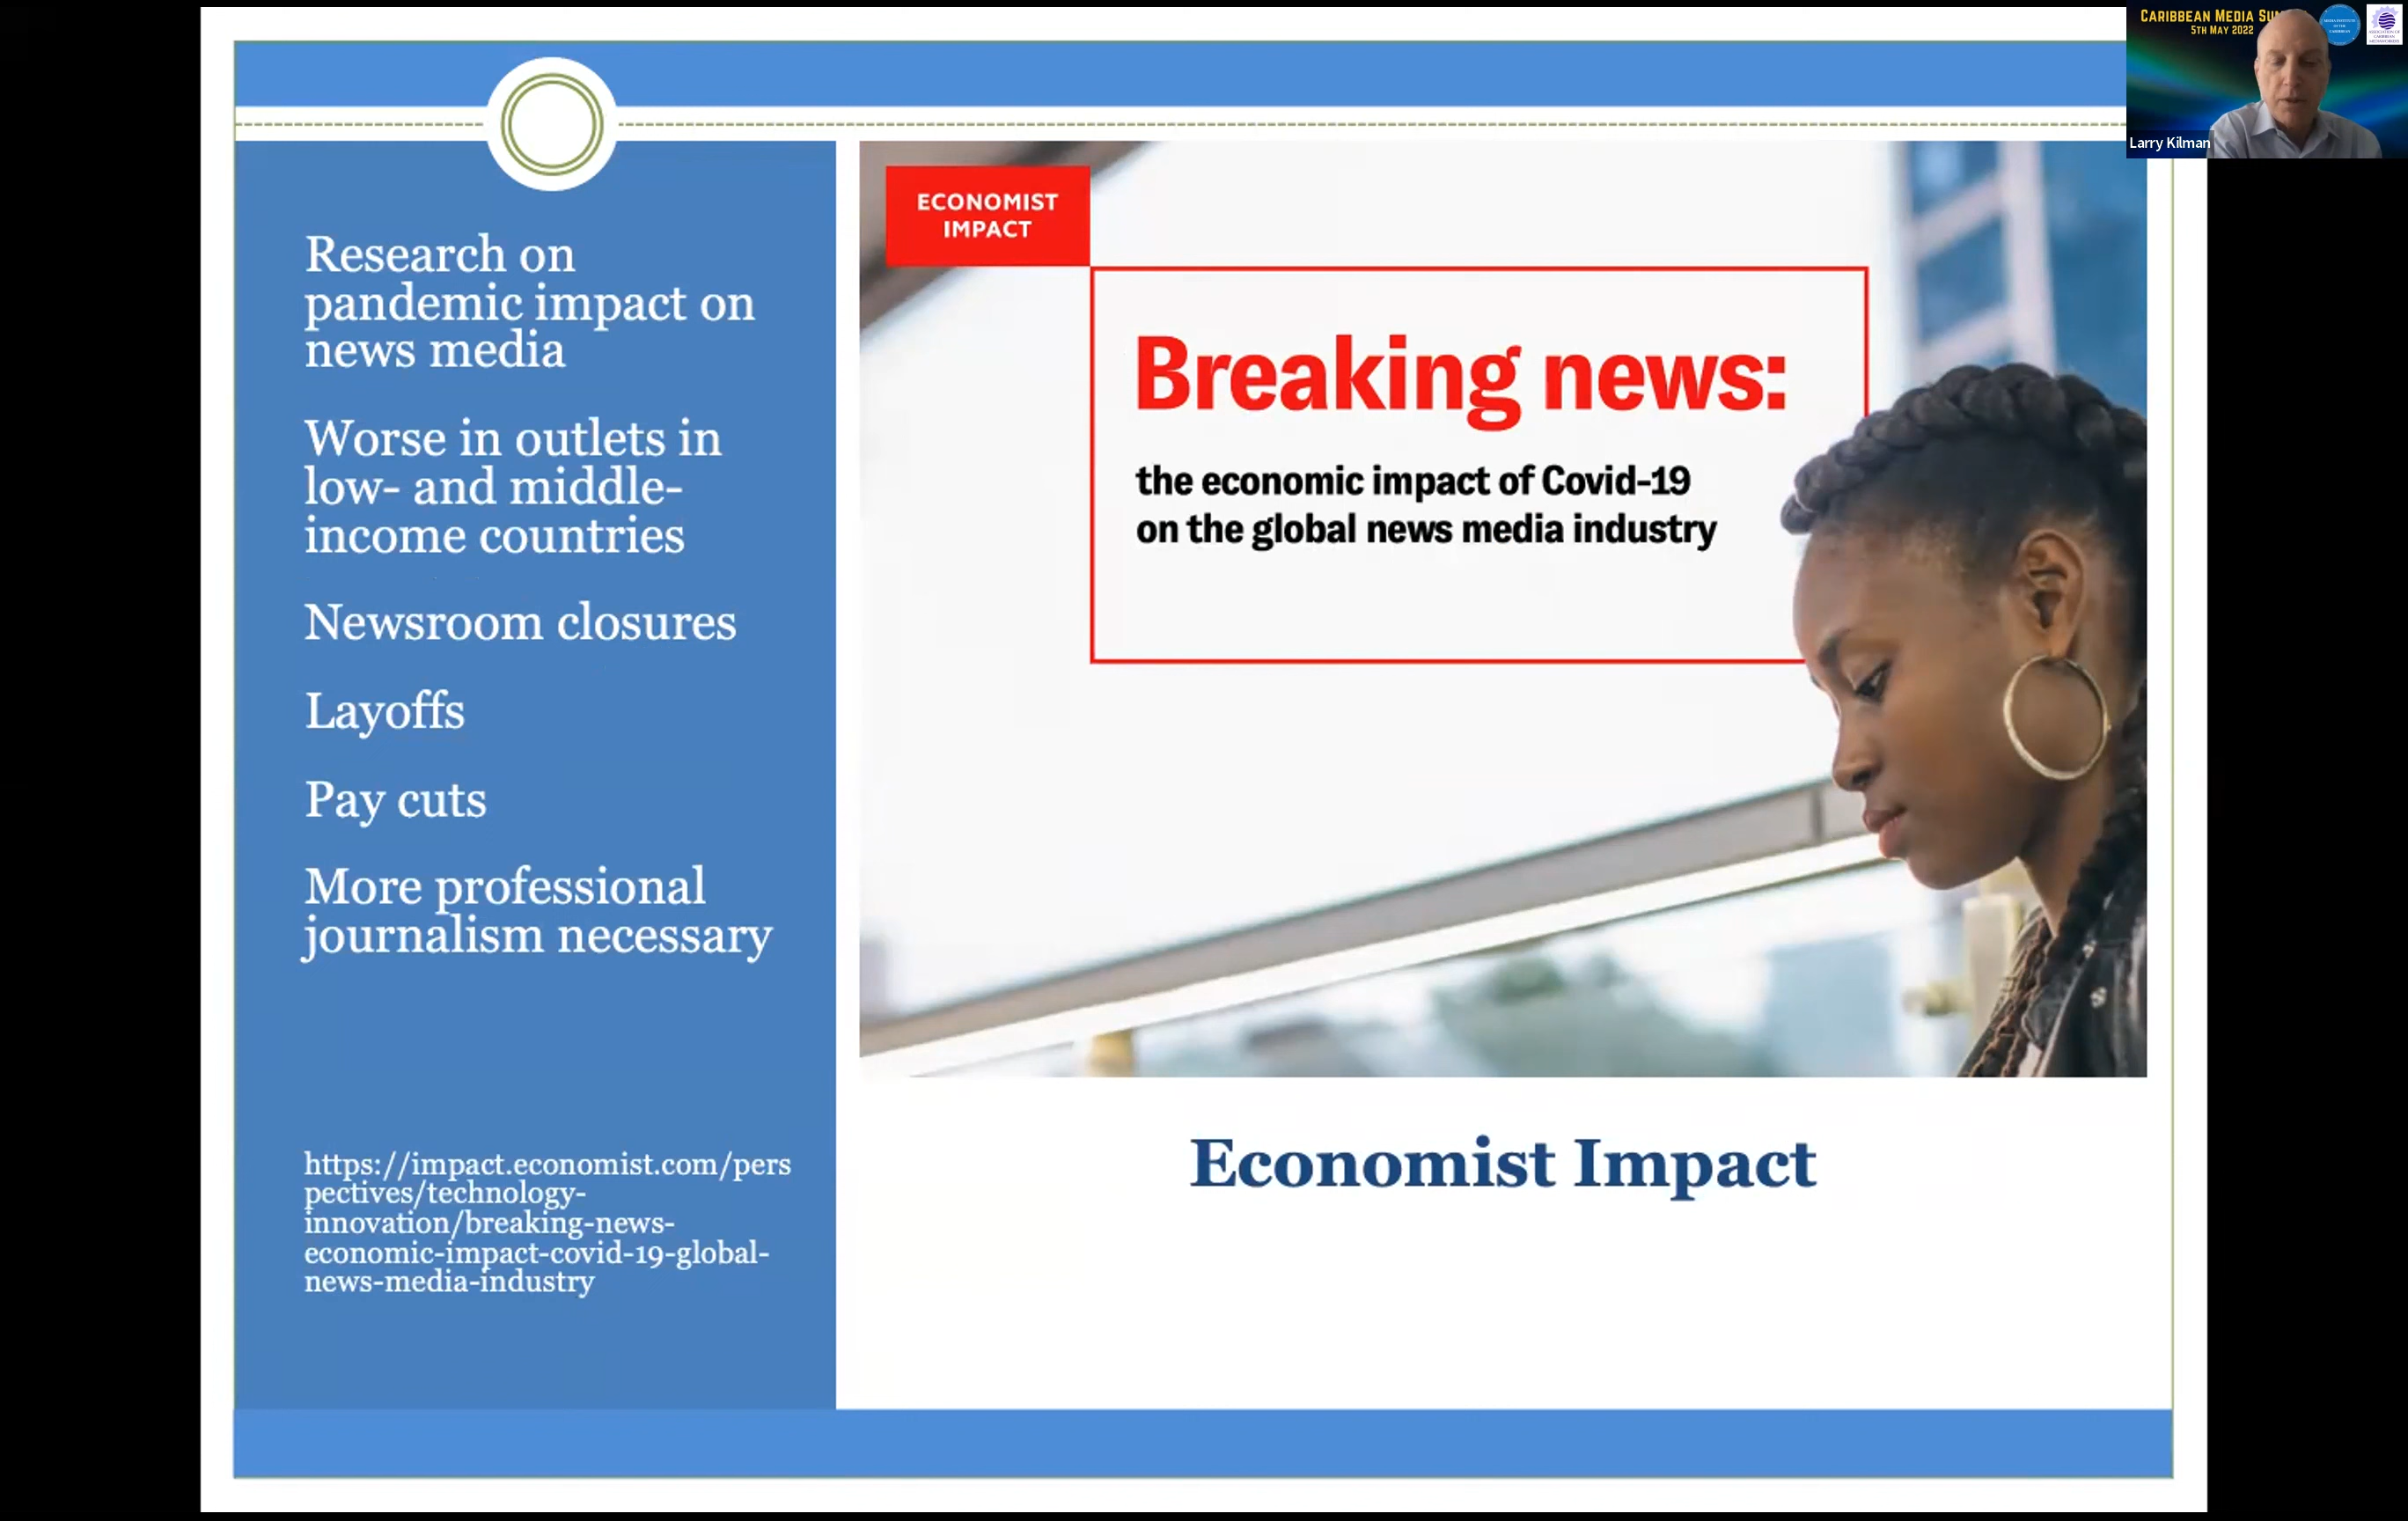 Research on
pandemic impact on
news media
Worse in outlets in
low- and middle-
income countries
Newsroom closures
Layoffs
Pay cuts
More professional
journalism necessary
https://impact.economist.com/pers
pectives/technology-
innovation/breaking-news-
economic-impact-covid-19-global-
news-media-industry
ECONOMIST
IMPACT
Breaking news:
the economic impact of Covid-19
on the global news media industry
Economist Impact
CARIBBEAN MEDIA
5TH MAY 2022
Larry Kilman